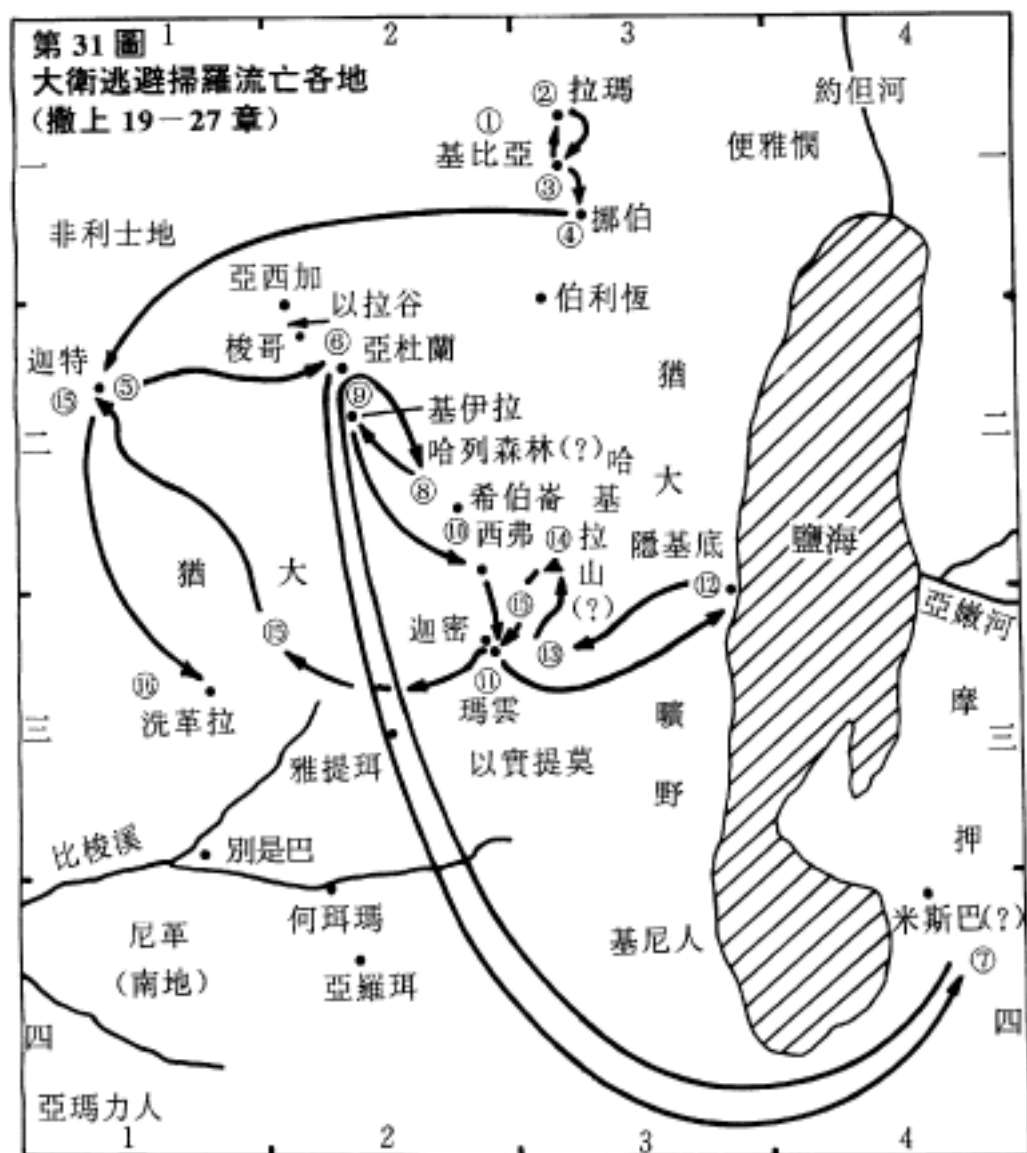 第 31 圖
大衛逃避掃羅流亡各地
(撒上 19－27 章)
1
2
3
4
② 拉瑪
約但河
①
基比亞
便雅憫
一
一
③
④ 挪伯
非利士地
亞西加
以拉谷
伯利恆
梭哥
⑥ 亞杜蘭
迦特
⑤
⑮
⑨
基伊拉
猶大
二
二
哈列森林(?)
哈基拉山(?)
⑧
希伯崙
⑩ 西弗
⑭
隱基底
⑫
鹽海
亞嫩河
猶大
⑮
⑮
迦密
⑬
⑪
瑪雲
⑯
洗革拉
曠野
摩押
三
三
雅提珥
以實提莫
比梭溪
別是巴
何珥瑪
尼革
(南地)
亞羅珥
基尼人
米斯巴(?)
⑦
四
四
亞瑪力人
1
2
3
4